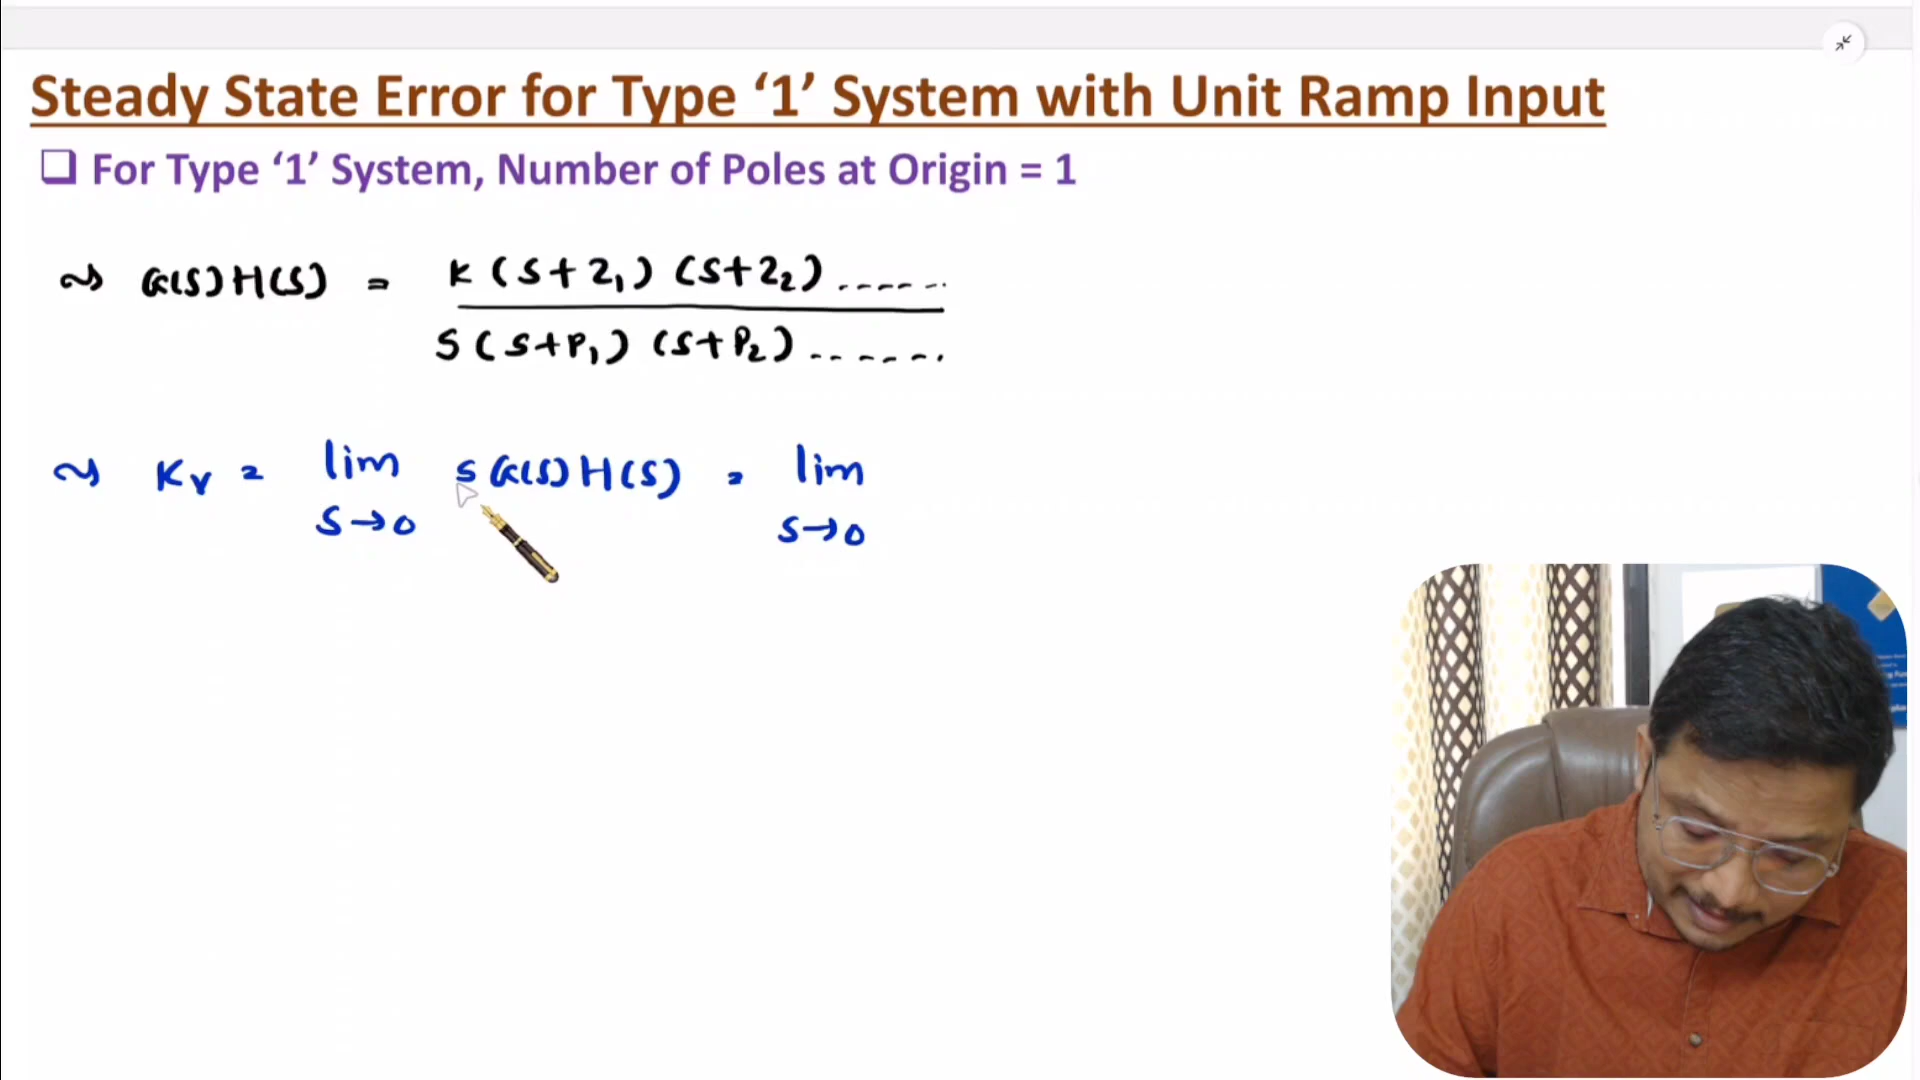 Steady State Error for Type ‘1’ System with Unit Ramp Input
❑ For Type ‘1’ System, Number of Poles at Origin = 1
G(s)H(s) = K(s+z₁)(s+z₂)......
s(s+P₁)(s+P₂).......
Kv = lim s G(s)H(s) = lim
s→0 s→0